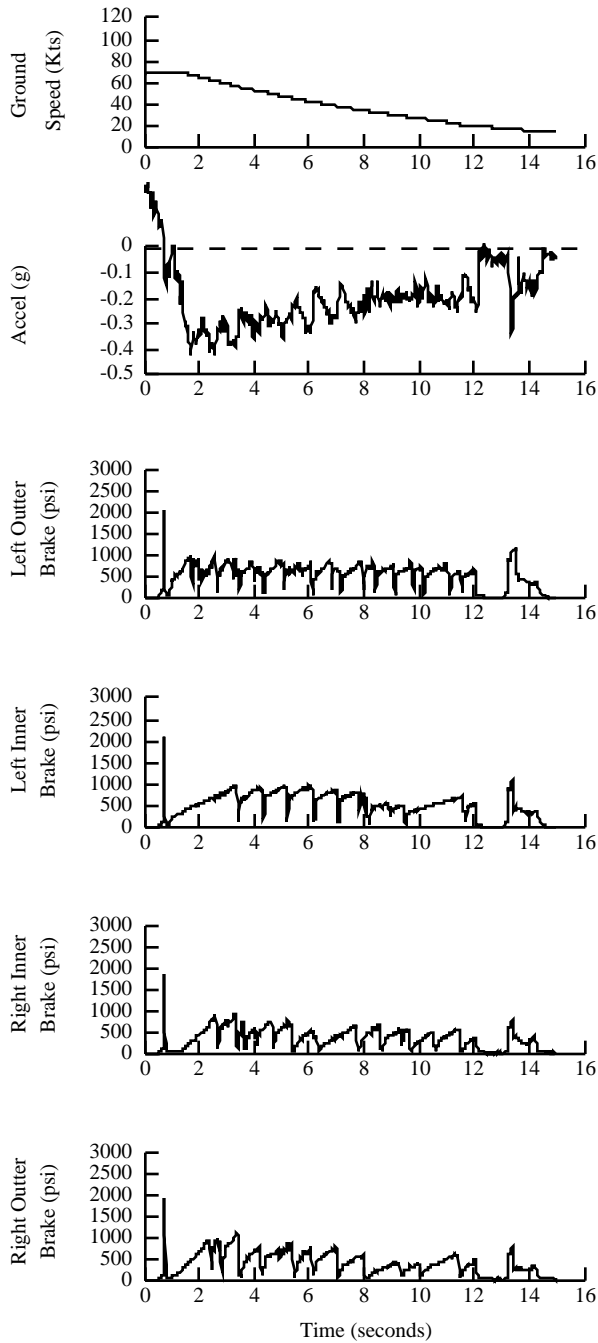 Ground
Speed (Kts)
120
100
80
60
40
20
0
0 2 4 6 8 10 12 14 16
Accel (g)
0
-0.1
-0.2
-0.3
-0.4
-0.5
0 2 4 6 8 10 12 14 16
Left Outter
Brake (psi)
3000
2500
2000
1500
1000
500
0
0 2 4 6 8 10 12 14 16
Left Inner
Brake (psi)
3000
2500
2000
1500
1000
500
0
0 2 4 6 8 10 12 14 16
Right Inner
Brake (psi)
3000
2500
2000
1500
1000
500
0
0 2 4 6 8 10 12 14 16
Right Outter
Brake (psi)
3000
2500
2000
1500
1000
500
0
0 2 4 6 8 10 12 14 16
Time (seconds)